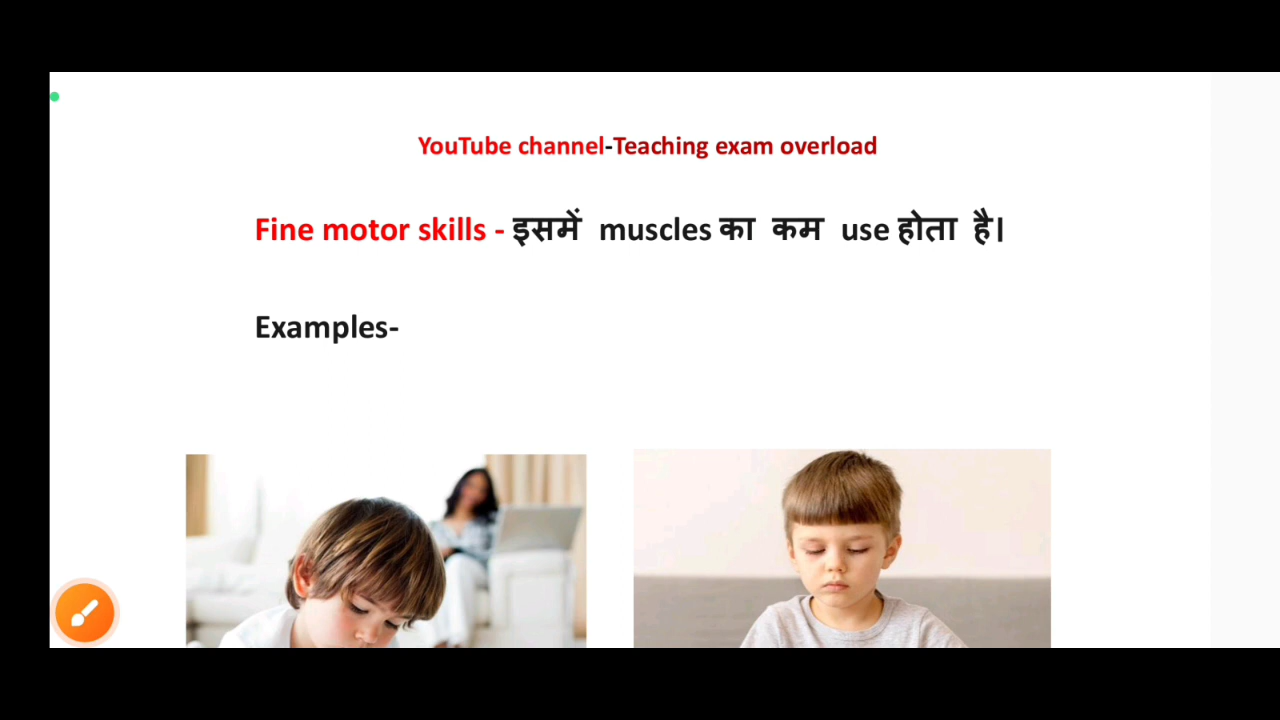 YouTube channel-Teaching exam overload
Fine motor skills - इसमें muscles का कम use होता है।
Examples-